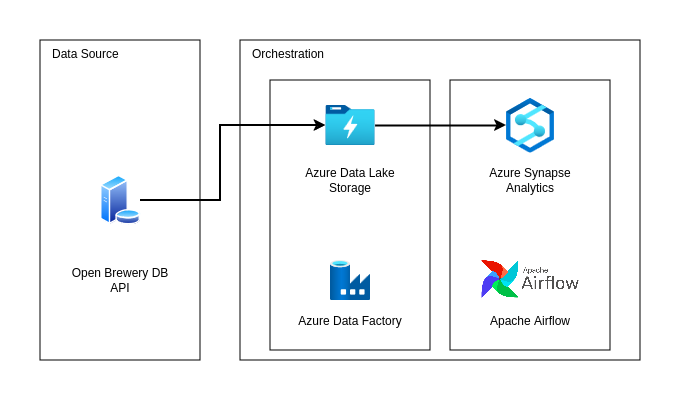 Data Source
Orchestration
Open Brewery DB
API
Azure Data Lake
Storage
Azure Synapse
Analytics
Azure Data Factory
Apache
Airflow
Apache Airflow